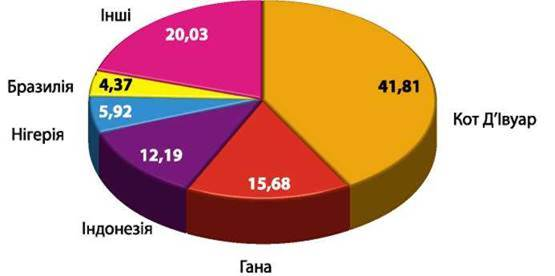 Інші
20,03
41,81
Кот Д’Івуар
Бразилія
4,37
Нігерія
5,92
12,19
Індонезія
15,68
Гана